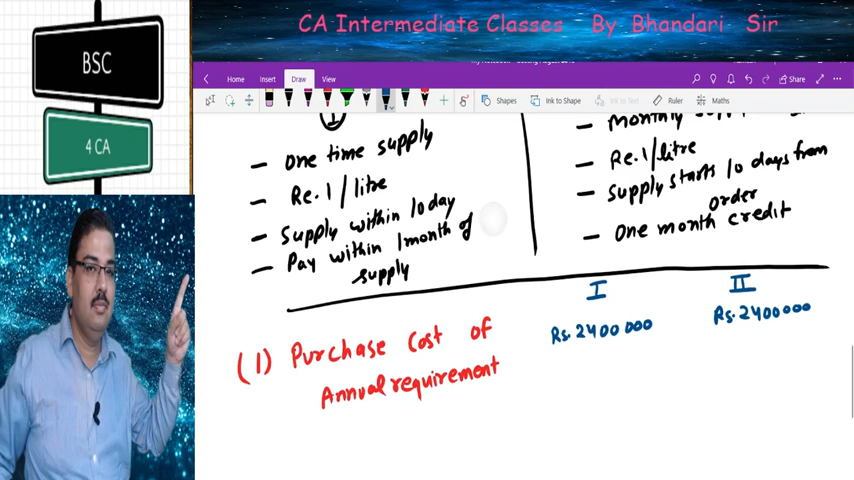 CA Intermediate Classes By Bhandari Sir
BSC
4 CA
Home Insert Draw View
Share
Shapes Ink to Shape Ink to Text Ruler Maths
I
- One time supply
- Re. 1 / litre
- Supply within 10 day
- Pay within 1 month of
supply
- Monthly
- Re. 1/litre
- Supply starts 10 days from
order
- One month credit
I II
(1) Purchase Cost of
Annual requirement
Rs. 2400000 Rs. 2400000